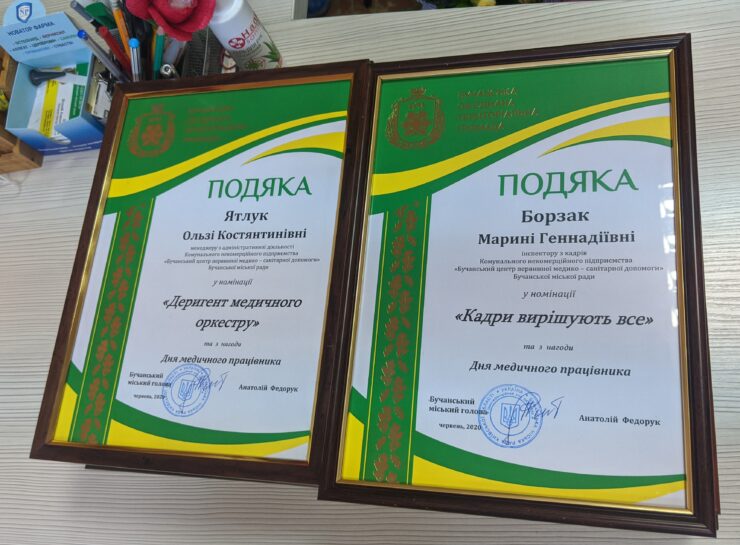 НОВАТОР ФАРМА
ПОДЯКА
Ятлук
Ользі Костянтинівні
менеджеру з адміністративної діяльності
Комунального некомерційного підприємства
«Бучанський центр первинної медико – санітарної допомоги»
Бучанської міської ради
у номінації
«Деригент медичного
оркестру»
та з нагоди
Дня медичного працівника
Бучанський
міський голова
Анатолій Федорук
червень, 2020
ПОДЯКА
Борзак
Марині Геннадіївні
інспектору з кадрів
Комунального некомерційного підприємства
«Бучанський центр первинної медико – санітарної допомоги»
Бучанської міської ради
у номінації
«Кадри вирішують все»
та з нагоди
Дня медичного працівника
Бучанський
міський голова
Анатолій Федорук
червень, 2020